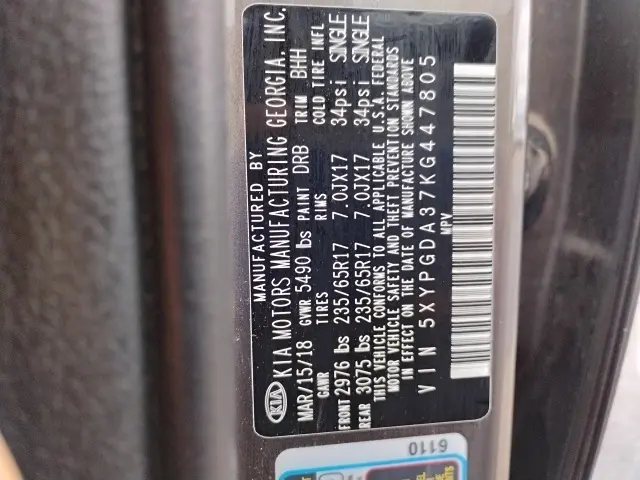 MANUFACTURED BY
KIA KIA MOTORS MANUFACTURING GEORGIA, INC.
MAR/15/18 GVWR 5490 lbs PAINT DRB TRIM BHH
GAWR TIRES RIMS COLD TIRE INFL
FRONT 2976 lbs 235/65R17 7.0JX17 34psi SINGLE
REAR 3075 lbs 235/65R17 7.0JX17 34psi SINGLE
THIS VEHICLE CONFORMS TO ALL APPLICABLE U.S.A. FEDERAL
MOTOR VEHICLE SAFETY AND THEFT PREVENTION STANDARDS
IN EFFECT ON THE DATE OF MANUFACTURE SHOWN ABOVE
VIN 5XYPGDA37KG447805
MPV
6110